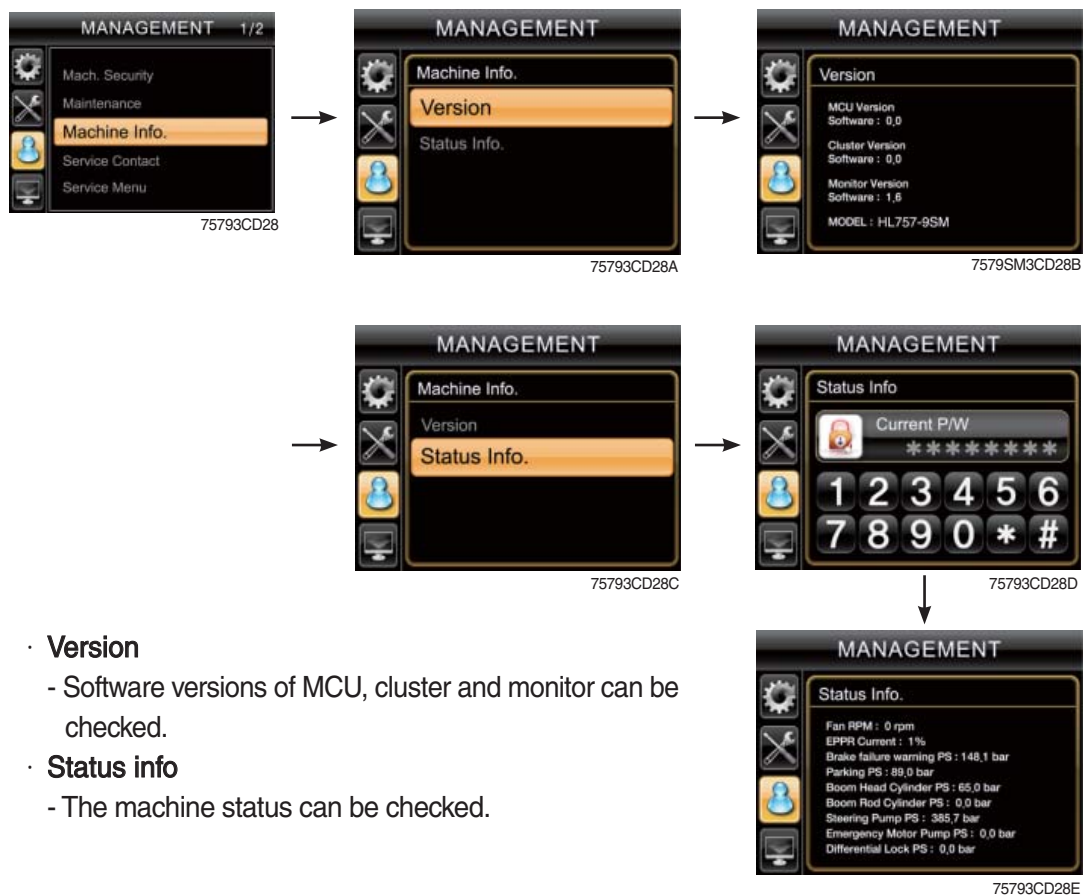 MANAGEMENT 1/2
Mach. Security
Maintenance
Machine Info.
Service Contact
Service Menu
75793CD28
MANAGEMENT
Machine Info.
Version
Status Info.
75793CD28A
MANAGEMENT
Version
MCU Version
Software : 0,0
Cluster Version
Software : 0,0
Monitor Version
Software : 1,6
MODEL : HL757-9SM
7579SM3CD28B
MANAGEMENT
Machine Info.
Version
Status Info.
75793CD28C
MANAGEMENT
Status Info
Current P/W
********
1 2 3 4 5 6
7 8 9 0 * #
75793CD28D
· Version
- Software versions of MCU, cluster and monitor can be
checked.
· Status info
- The machine status can be checked.
MANAGEMENT
Status Info.
Fan RPM : 0 rpm
EPPR Current : 1%
Brake failure warning PS : 148,1 bar
Parking PS : 89,0 bar
Boom Head Cylinder PS : 65,0 bar
Boom Rod Cylinder PS : 0,0 bar
Steering Pump PS : 385,7 bar
Emergency Motor Pump PS : 0,0 bar
Differential Lock PS : 0,0 bar
75793CD28E